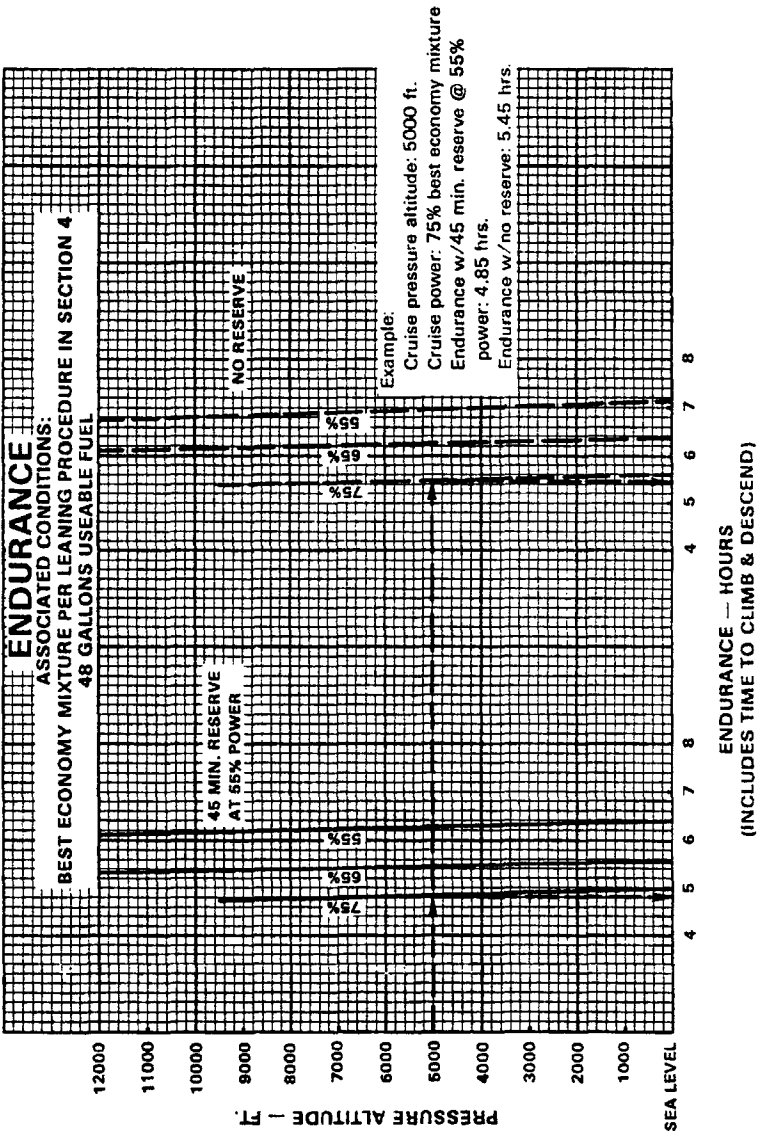 ENDURANCE
ASSOCIATED CONDITIONS:
BEST ECONOMY MIXTURE PER LEANING PROCEDURE IN SECTION 4
48 GALLONS USEABLE FUEL
45 MIN. RESERVE
AT 55% POWER
NO RESERVE
75%
65%
55%
75%
65%
55%
Example:
Cruise pressure altitude: 5000 ft.
Cruise power: 75% best economy mixture
Endurance w/45 min. reserve @ 55%
power: 4.85 hrs.
Endurance w/no reserve: 5.45 hrs.
PRESSURE ALTITUDE — FT.
12000
11000
10000
9000
8000
7000
6000
5000
4000
3000
2000
1000
SEA LEVEL
4
5
6
7
8
4
5
6
7
8
ENDURANCE — HOURS
(INCLUDES TIME TO CLIMB & DESCEND)